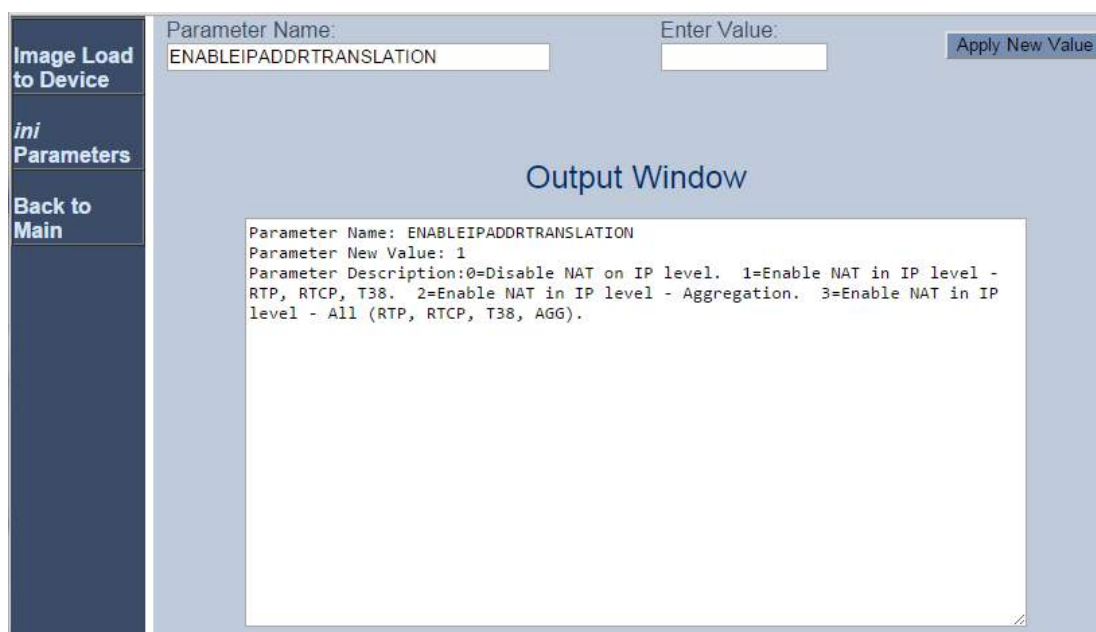 Image Load
to Device
ini
Parameters
Back to
Main
Parameter Name:
ENABLEIPADDRTRANSLATION
Enter Value:
Apply New Value
Output Window
Parameter Name: ENABLEIPADDRTRANSLATION
Parameter New Value: 1
Parameter Description:0=Disable NAT on IP level.  1=Enable NAT in IP level -
RTP, RTCP, T38.  2=Enable NAT in IP level - Aggregation.  3=Enable NAT in IP
level - All (RTP, RTCP, T38, AGG).